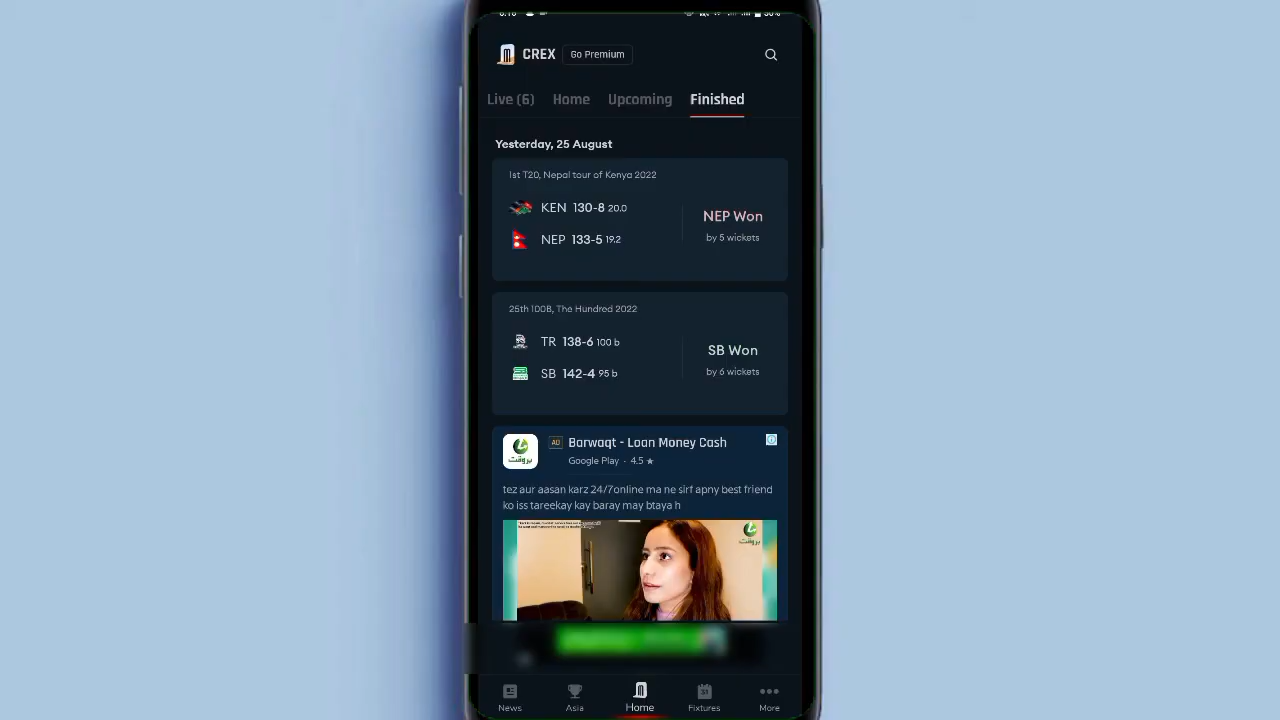 CREX Go Premium
Live (6) Home Upcoming Finished
Yesterday, 25 August
1st T20, Nepal tour of Kenya 2022
KEN 130-8 20.0
NEP 133-5 19.2
NEP Won
by 5 wickets
25th 100B, The Hundred 2022
TR 138-6 100 b
SB 142-4 95 b
SB Won
by 6 wickets
بروقت
AD Barwaqt - Loan Money Cash
Google Play · 4.5 ★
tez aur aasan karz 24/7online ma ne sirf apny best friend
ko iss tareekay kay baray may btaya h
بروقت
31
News Asia Home Fixtures More